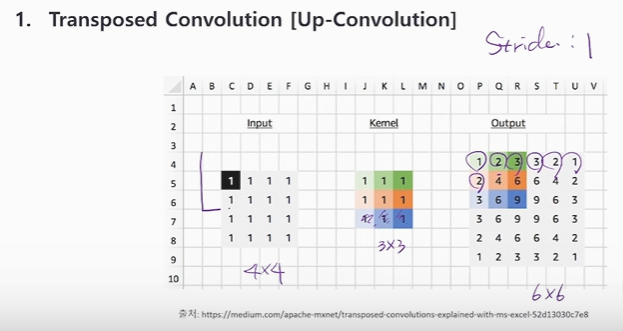 1. Transposed Convolution [Up-Convolution]
Stride : 1
A B C D E F G H I J K L M N O P Q R S T U V
1
2 Input Kernel Output
3
4 1 2 3 3 2 1
5 1 1 1 1 1 1 1 2 4 6 6 4 2
6 1 1 1 1 1 1 1 3 6 9 9 6 3
7 1 1 1 1 1 1 3 6 9 9 6 3
8 1 1 1 1 3x3 2 4 6 6 4 2
9 4x4 1 2 3 3 2 1
10 6x6
출처: https://medium.com/apache-mxnet/transposed-convolutions-explained-with-ms-excel-52d13030c7e8